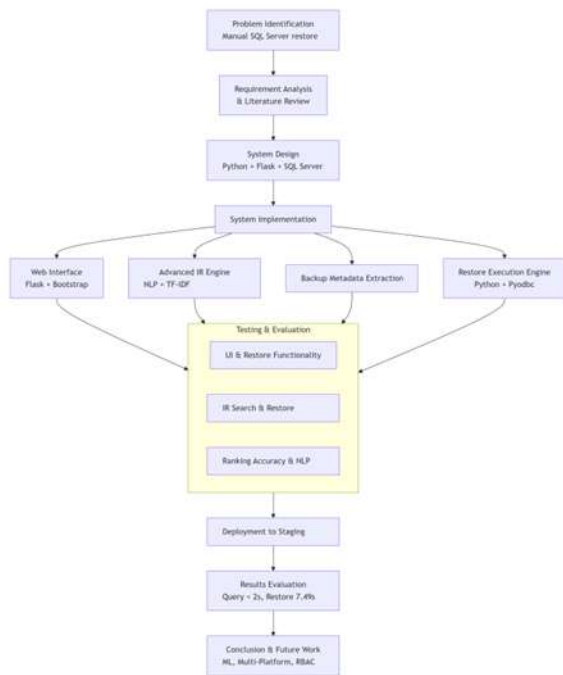 Problem Identification
Manual SQL Server restore
Requirement Analysis
& Literature Review
System Design
Python + Flask + SQL Server
System Implementation
Web Interface
Flask + Bootstrap
Advanced IR Engine
NLP + TF-IDF
Backup Metadata Extraction
Restore Execution Engine
Python + Pyodbc
Testing & Evaluation
UI & Restore Functionality
IR Search & Restore
Ranking Accuracy & NLP
Deployment to Staging
Results Evaluation
Query < 2s, Restore 7.49s
Conclusion & Future Work
ML, Multi-Platform, RBAC